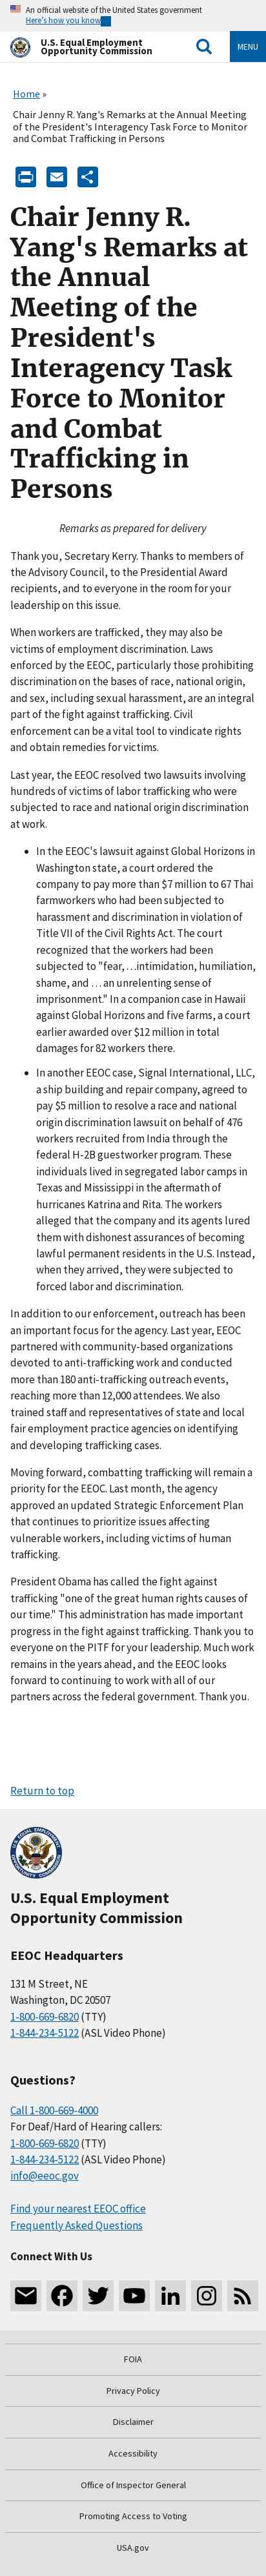 An official website of the United States government
Here's how you know
U.S. Equal Employment
Opportunity Commission
MENU
Home »
Chair Jenny R. Yang's Remarks at the Annual Meeting
of the President's Interagency Task Force to Monitor
and Combat Trafficking in Persons
Chair Jenny R.
Yang's Remarks at
the Annual
Meeting of the
President's
Interagency Task
Force to Monitor
and Combat
Trafficking in
Persons
Remarks as prepared for delivery
Thank you, Secretary Kerry. Thanks to members of
the Advisory Council, to the Presidential Award
recipients, and to everyone in the room for your
leadership on this issue.
When workers are trafficked, they may also be
victims of employment discrimination. Laws
enforced by the EEOC, particularly those prohibiting
discrimination on the bases of race, national origin,
and sex, including sexual harassment, are an integral
part of the fight against trafficking. Civil
enforcement can be a vital tool to vindicate rights
and obtain remedies for victims.
Last year, the EEOC resolved two lawsuits involving
hundreds of victims of labor trafficking who were
subjected to race and national origin discrimination
at work.
• In the EEOC's lawsuit against Global Horizons in
Washington state, a court ordered the
company to pay more than $7 million to 67 Thai
farmworkers who had been subjected to
harassment and discrimination in violation of
Title VII of the Civil Rights Act. The court
recognized that the workers had been
subjected to "fear, . . .intimidation, humiliation,
shame, and . . . an unrelenting sense of
imprisonment." In a companion case in Hawaii
against Global Horizons and five farms, a court
earlier awarded over $12 million in total
damages for 82 workers there.
• In another EEOC case, Signal International, LLC,
a ship building and repair company, agreed to
pay $5 million to resolve a race and national
origin discrimination lawsuit on behalf of 476
workers recruited from India through the
federal H-2B guestworker program. These
individuals lived in segregated labor camps in
Texas and Mississippi in the aftermath of
hurricanes Katrina and Rita. The workers
alleged that the company and its agents lured
them with dishonest assurances of becoming
lawful permanent residents in the U.S. Instead,
when they arrived, they were subjected to
forced labor and discrimination.
In addition to our enforcement, outreach has been
an important focus for the agency. Last year, EEOC
partnered with community-based organizations
devoted to anti-trafficking work and conducted
more than 180 anti-trafficking outreach events,
reaching more than 12,000 attendees. We also
trained staff and representatives of state and local
fair employment practice agencies on identifying
and developing trafficking cases.
Moving forward, combatting trafficking will remain a
priority for the EEOC. Last month, the agency
approved an updated Strategic Enforcement Plan
that continues to prioritize issues affecting
vulnerable workers, including victims of human
trafficking.
President Obama has called the fight against
trafficking "one of the great human rights causes of
our time." This administration has made important
progress in the fight against trafficking. Thank you to
everyone in the PITF for your leadership. Much work
remains in the years ahead, and the EEOC looks
forward to continuing to work with all of our
partners across the federal government. Thank you.
Return to top
U.S. Equal Employment
Opportunity Commission
EEOC Headquarters
131 M Street, NE
Washington, DC 20507
1-800-669-6820 (TTY)
1-844-234-5122 (ASL Video Phone)
Questions?
Call 1-800-669-4000
For Deaf/Hard of Hearing callers:
1-800-669-6820 (TTY)
1-844-234-5122 (ASL Video Phone)
info@eeoc.gov
Find your nearest EEOC office
Frequently Asked Questions
Connect With Us
FOIA
Privacy Policy
Disclaimer
Accessibility
Office of Inspector General
Promoting Access to Voting
USA.gov